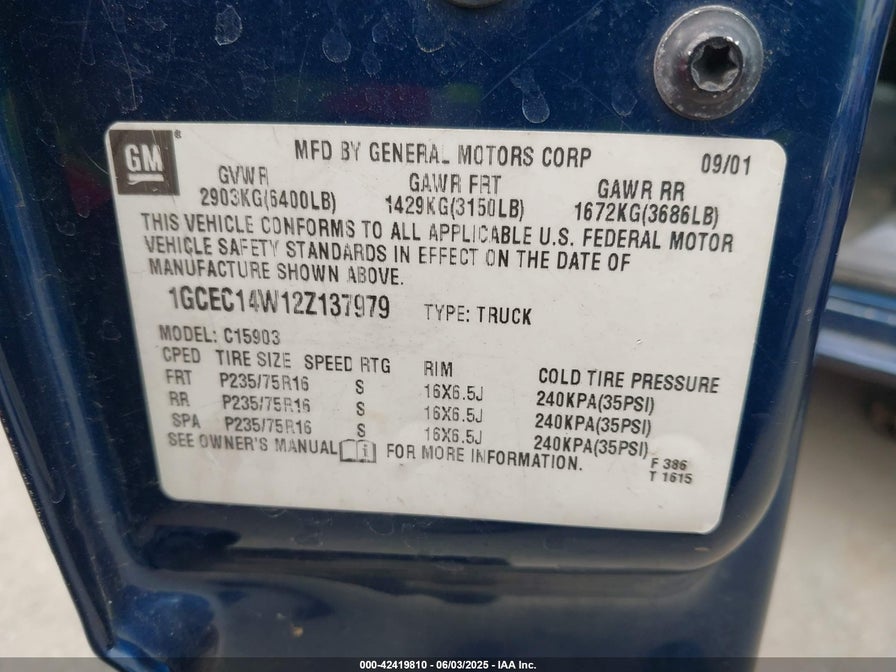 GM
®
MFD BY GENERAL MOTORS CORP 09/01
GVWR GAWR FRT GAWR RR
2903KG(6400LB) 1429KG(3150LB) 1672KG(3686LB)
THIS VEHICLE CONFORMS TO ALL APPLICABLE U.S. FEDERAL MOTOR
VEHICLE SAFETY STANDARDS IN EFFECT ON THE DATE OF
MANUFACTURE SHOWN ABOVE.
1GCEC14W12Z137979 TYPE: TRUCK
MODEL: C15903
CPED TIRE SIZE SPEED RTG RIM COLD TIRE PRESSURE
FRT P235/75R16 S 16X6.5J 240KPA(35PSI)
RR P235/75R16 S 16X6.5J 240KPA(35PSI)
SPA P235/75R16 S 16X6.5J 240KPA(35PSI)
SEE OWNER'S MANUAL i FOR MORE INFORMATION.
F 386
T 1615
000-42419810 - 06/03/2025 - IAA Inc.